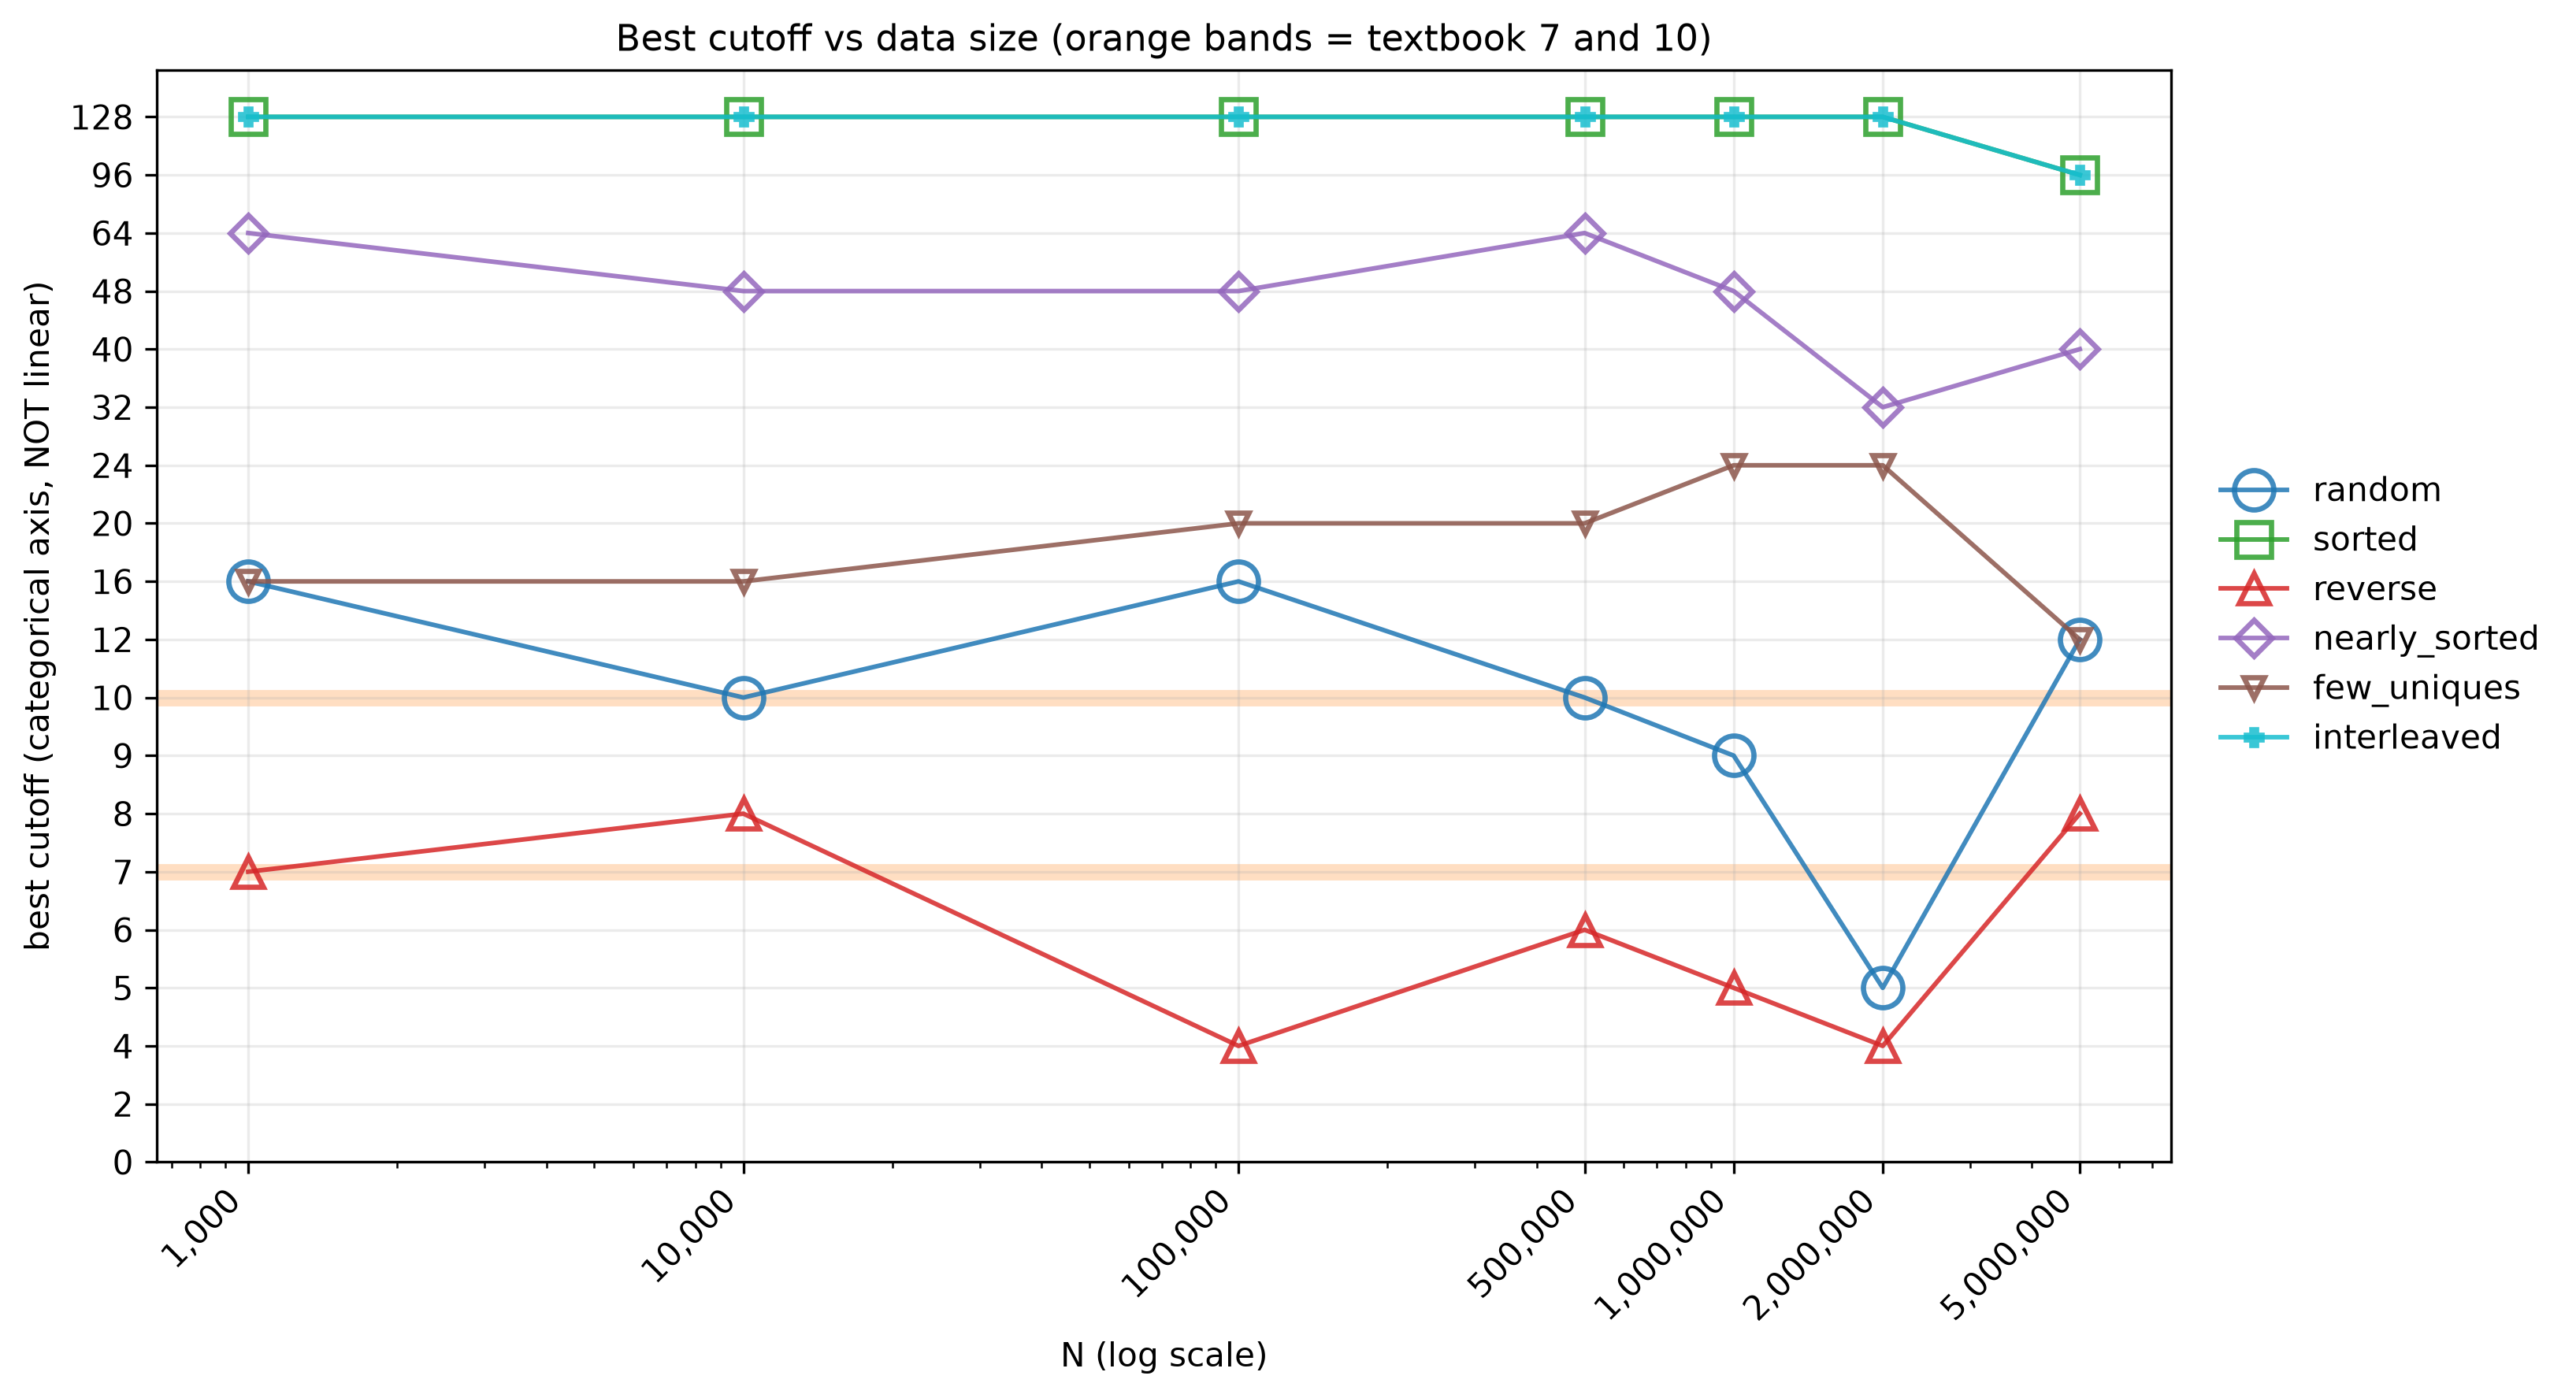 Best cutoff vs data size (orange bands = textbook 7 and 10)
best cutoff (categorical axis, NOT linear)
128
96
64
48
40
32
24
20
16
12
10
9
8
7
6
5
4
2
0
1,000
10,000
100,000
500,000
1,000,000
2,000,000
5,000,000
N (log scale)
random
sorted
reverse
nearly_sorted
few_uniques
interleaved